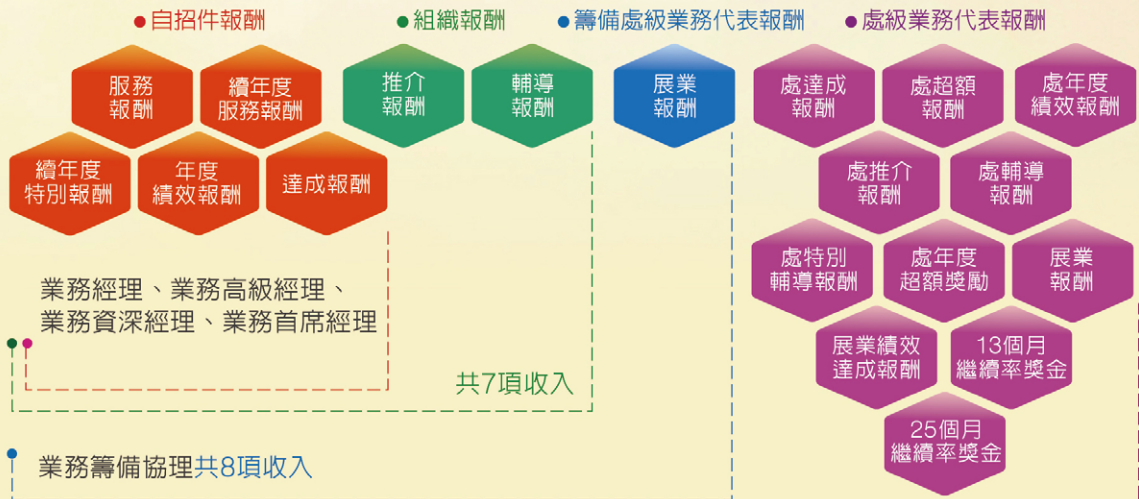 ●自招件報酬
●組織報酬
●籌備處級業務代表報酬
●處級業務代表報酬
服務
報酬
續年度
服務報酬
續年度
特別報酬
年度
績效報酬
達成報酬
推介
報酬
輔導
報酬
展業
報酬
處達成
報酬
處超額
報酬
處年度
績效報酬
處推介
報酬
處輔導
報酬
處特別
輔導報酬
處年度
超額獎勵
展業
報酬
展業績效
達成報酬
13個月
繼續率獎金
25個月
繼續率獎金
業務經理、業務高級經理、
業務資深經理、業務首席經理
共7項收入
業務籌備協理共8項收入